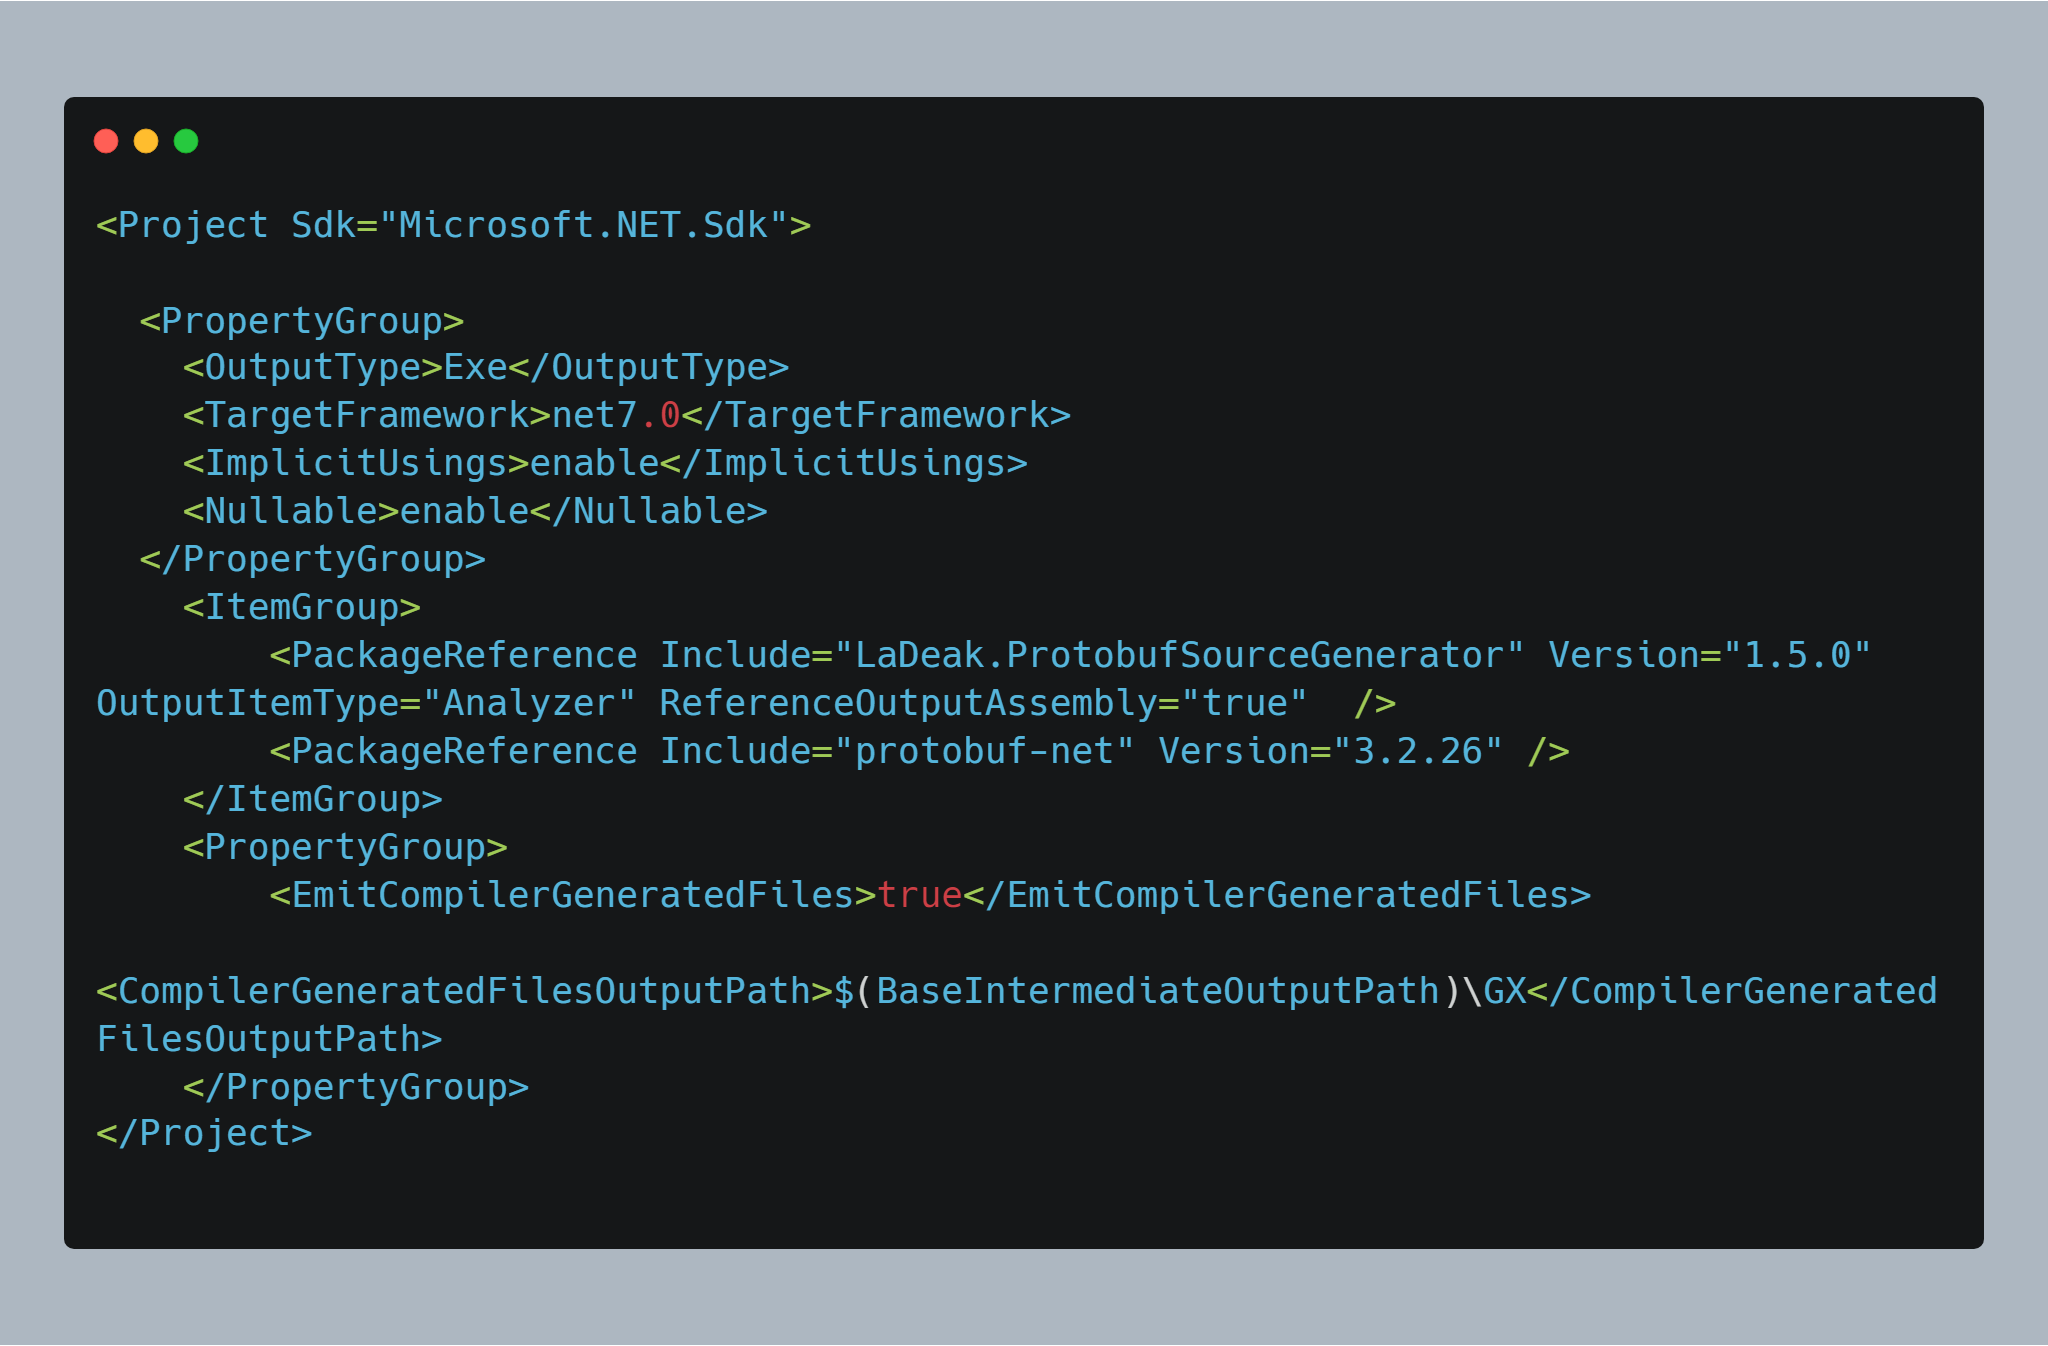 <Project Sdk="Microsoft.NET.Sdk">
  <PropertyGroup>
    <OutputType>Exe</OutputType>
    <TargetFramework>net7.0</TargetFramework>
    <ImplicitUsings>enable</ImplicitUsings>
    <Nullable>enable</Nullable>
  </PropertyGroup>
    <ItemGroup>
        <PackageReference Include="LaDeak.ProtobufSourceGenerator" Version="1.5.0"
OutputItemType="Analyzer" ReferenceOutputAssembly="true"  />
        <PackageReference Include="protobuf-net" Version="3.2.26" />
    </ItemGroup>
    <PropertyGroup>
        <EmitCompilerGeneratedFiles>true</EmitCompilerGeneratedFiles>
<CompilerGeneratedFilesOutputPath>$(BaseIntermediateOutputPath)\GX</CompilerGenerated
FilesOutputPath>
    </PropertyGroup>
</Project>